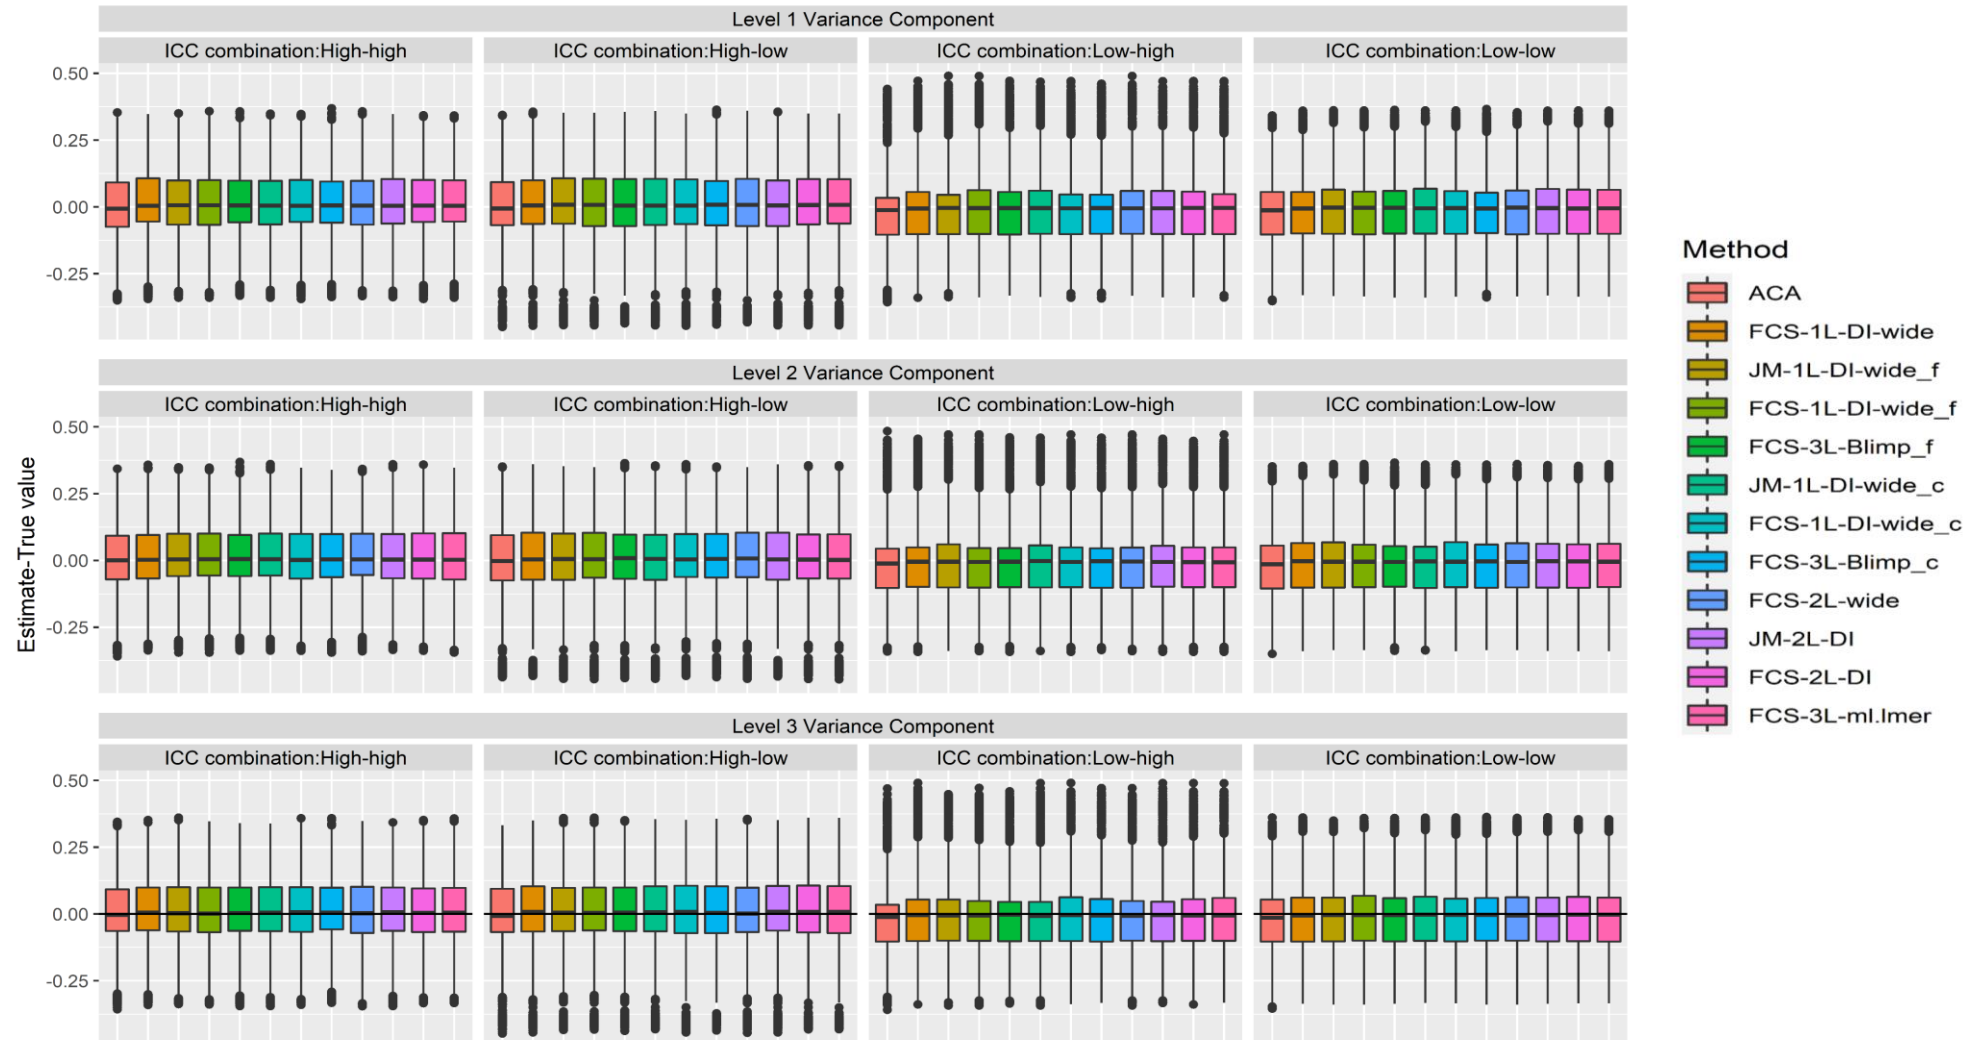 Level 1 Variance Component
ICC combination:High-high
ICC combination:High-low
ICC combination:Low-high
ICC combination:Low-low
0.50
0.25
0.00
-0.25
Level 2 Variance Component
ICC combination:High-high
ICC combination:High-low
ICC combination:Low-high
ICC combination:Low-low
0.50
0.25
0.00
-0.25
Estimate-True value
Level 3 Variance Component
ICC combination:High-high
ICC combination:High-low
ICC combination:Low-high
ICC combination:Low-low
0.50
0.25
0.00
-0.25
Method
ACA
FCS-1L-DI-wide
JM-1L-DI-wide_f
FCS-1L-DI-wide_f
FCS-3L-Blimp_f
JM-1L-DI-wide_c
FCS-1L-DI-wide_c
FCS-3L-Blimp_c
FCS-2L-wide
JM-2L-DI
FCS-2L-DI
FCS-3L-ml.lmer